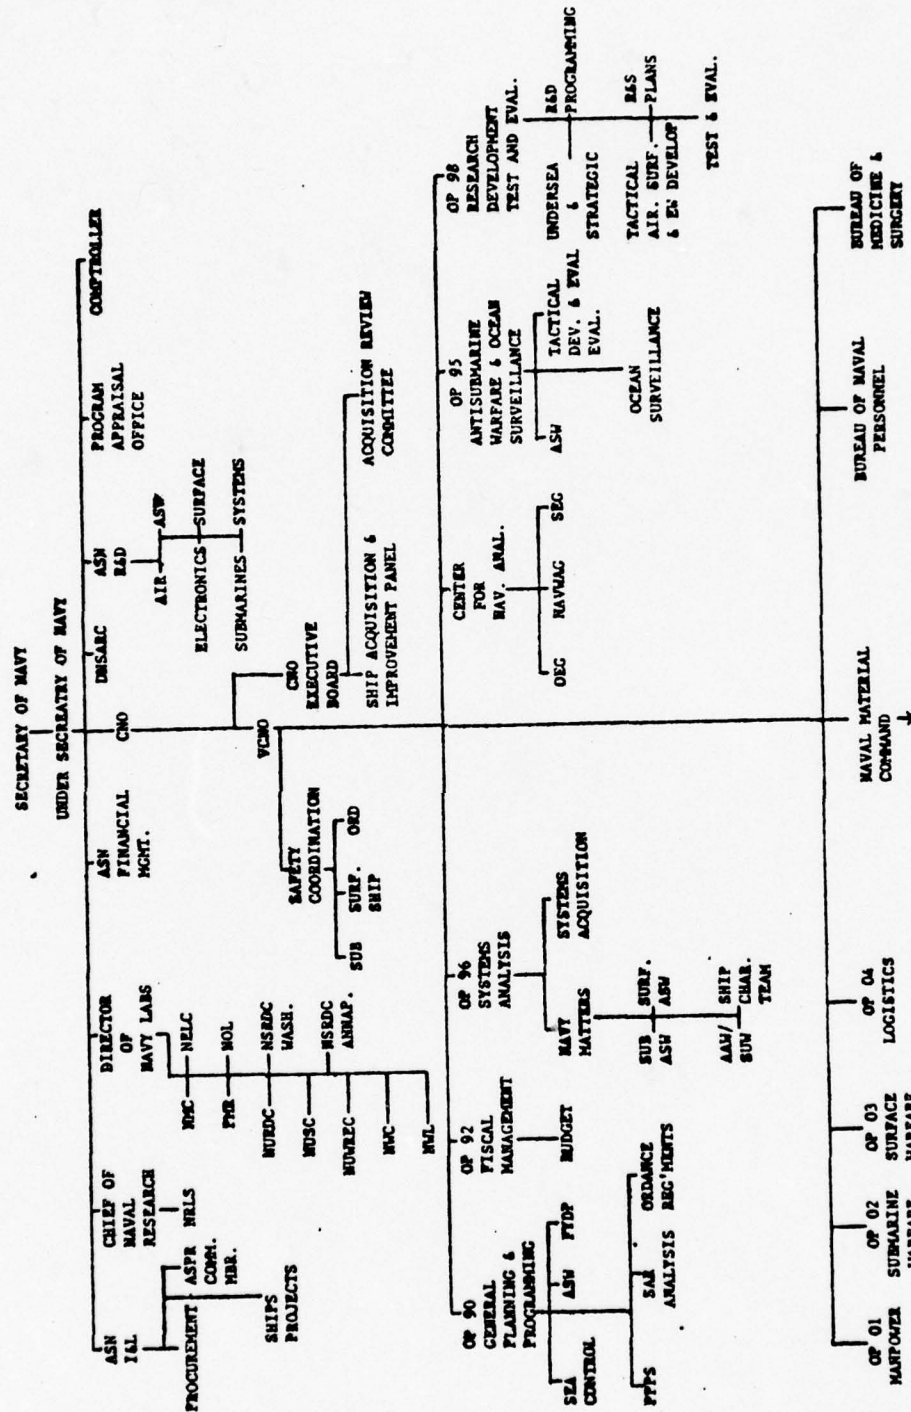 SECRETARY OF NAVY
UNDER SECREATRY OF NAVY
ASN
I&L
CHIEF OF
NAVAL
RESEARCH
DIRECTOR
OF
NAVY LABS
ASN
FINANCIAL
MGMT.
CNO
DNSARC
ASN
R&D
PROGRAM
APPRAISAL
OFFICE
COMPTROLLER
PROCUREMENT
ASPR
COMM.
MBR.
SHIPS
PROJECTS
NRLS
NMC
NELC
PMR
NOL
NURDC
NSRDC
WASH.
NUSC
NSRDC
ANNAP.
NUWREC
NWC
NWL
AIR
ASW
ELECTRONICS
SURFACE
SUBMARINES
SYSTEMS
VCNO
CNO
EXECUTIVE
BOARD
SHIP ACQUISITION &
IMPROVEMENT PANEL
ACQUISITION REVIEW
COMMITTEE
SAFETY
COORDINATION
SUB
SURF.
SHIP
ORD
OP 90
GENERAL
PLANNING &
PROGRAMMING
OP 92
FISCAL
MANAGEMENT
OP 96
SYSTEMS
ANALYSIS
CENTER
FOR
NAV. ANAL.
OP 95
ANTISUBMARINE
WARFARE & OCEAN
SURVEILLANCE
OP 98
RESEARCH
DEVELOPMENT
TEST AND EVAL.
SEA
CONTROL
ASW
FYDP
PPPS
SAR
ANALYSIS
ORDANCE
REG'MENTS
BUDGET
NAVY
MATTERS
SYSTEMS
ACQUISITION
SUB
ASW
SURF.
ASW
AAW/
SUW
SHIP
CHAR.
TEAM
OEG
NAVWAG
SEG
ASW
TACTICAL
DEV. & EVAL
EVAL.
OCEAN
SURVEILLANCE
UNDERSEA
&
STRATEGIC
R&D
PROGRAMMING
TACTICAL
AIR. SURF.
& EW DEVELOP
R&S
PLANS
TEST & EVAL.
OP 01
MANPOWER
OP 02
SUBMARINE
OP 03
SURFACE
OP 04
LOGISTICS
NAVAL MATERIAL
COMMAND
BUREAU OF NAVAL
PERSONNEL
BUREAU OF
MEDICINE &
SURGERY